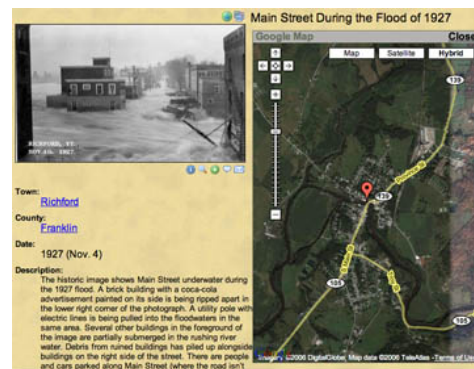 Main Street During the Flood of 1927
Google Map
Close
Map
Satellite
Hybrid
139
139
105
105
RICHFORD, VT.
NOV. 4th. 1927.
Town:
Richford
County:
Franklin
Date:
1927 (Nov. 4)
Description:
The historic image shows Main Street underwater during
the 1927 flood. A brick building with a coca-cola
advertisement painted on its side is being ripped apart in
the lower right corner of the photograph. A utility pole with
electric lines is being pulled into the floodwaters in the
same area. Several other buildings in the foreground of
the image are partially submerged in the rushing river
water. Debris from ruined buildings has piled up alongside
buildings on the right side of the street. There are people
and cars parked along Main Street (where the road isn't
Imagery ©2006 DigitalGlobe, Map data ©2006 TeleAtlas - Terms of Use